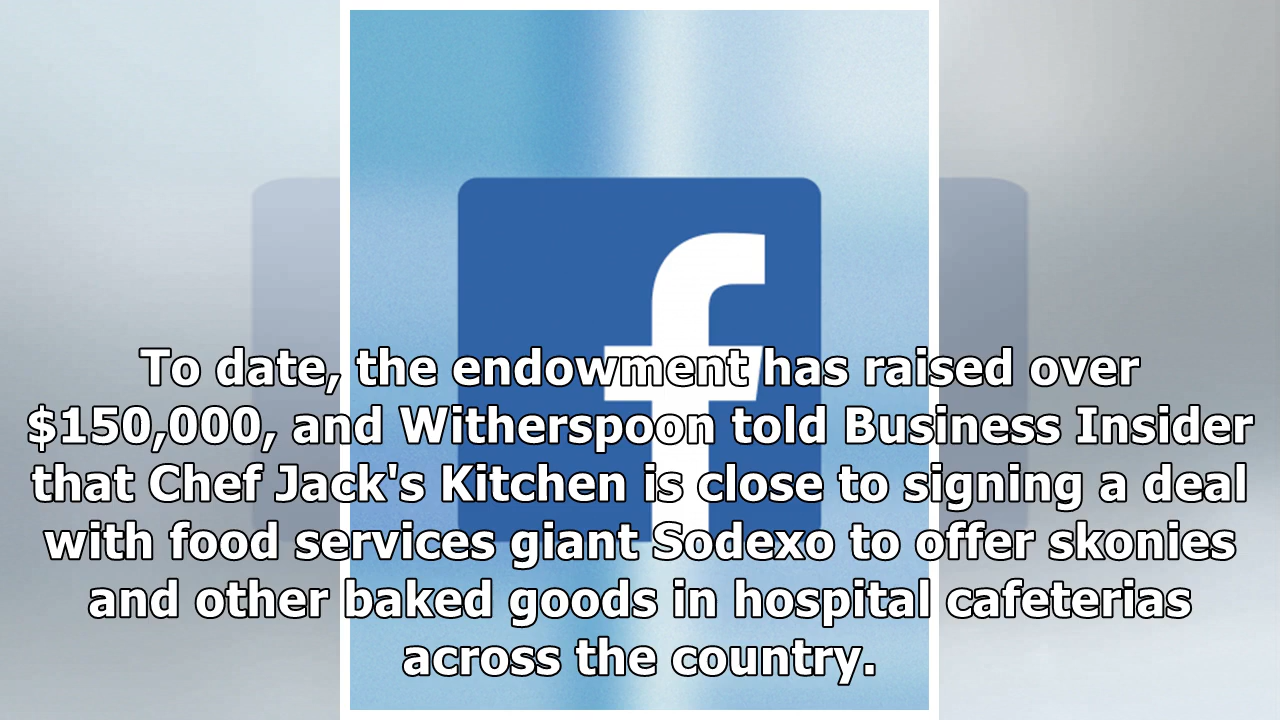 To date, the endowment has raised over
$150,000, and Witherspoon told Business Insider
that Chef Jack's Kitchen is close to signing a deal
with food services giant Sodexo to offer skonies
and other baked goods in hospital cafeterias
across the country.